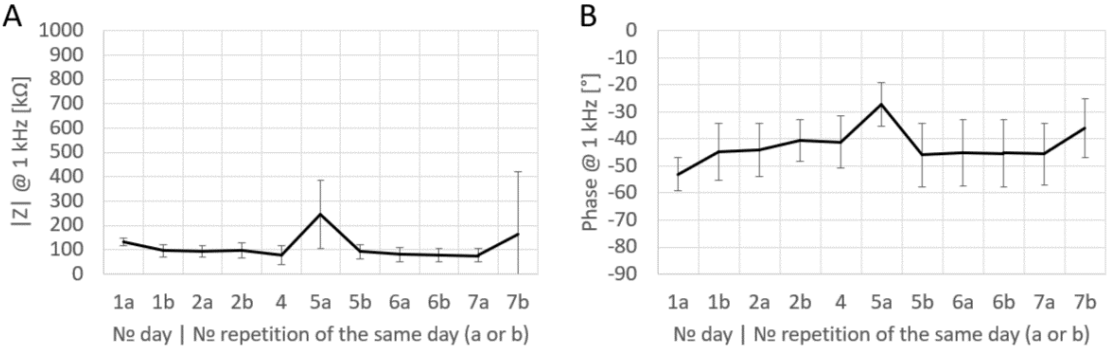 A
1000
900
800
700
600
500
400
300
200
100
0
|Z| @ 1 kHz [kΩ]
1a 1b 2a 2b 4 5a 5b 6a 6b 7a 7b
№ day | № repetition of the same day (a or b)
B
0
-10
-20
-30
-40
-50
-60
-70
-80
-90
Phase @ 1 kHz [°]
1a 1b 2a 2b 4 5a 5b 6a 6b 7a 7b
№ day | № repetition of the same day (a or b)